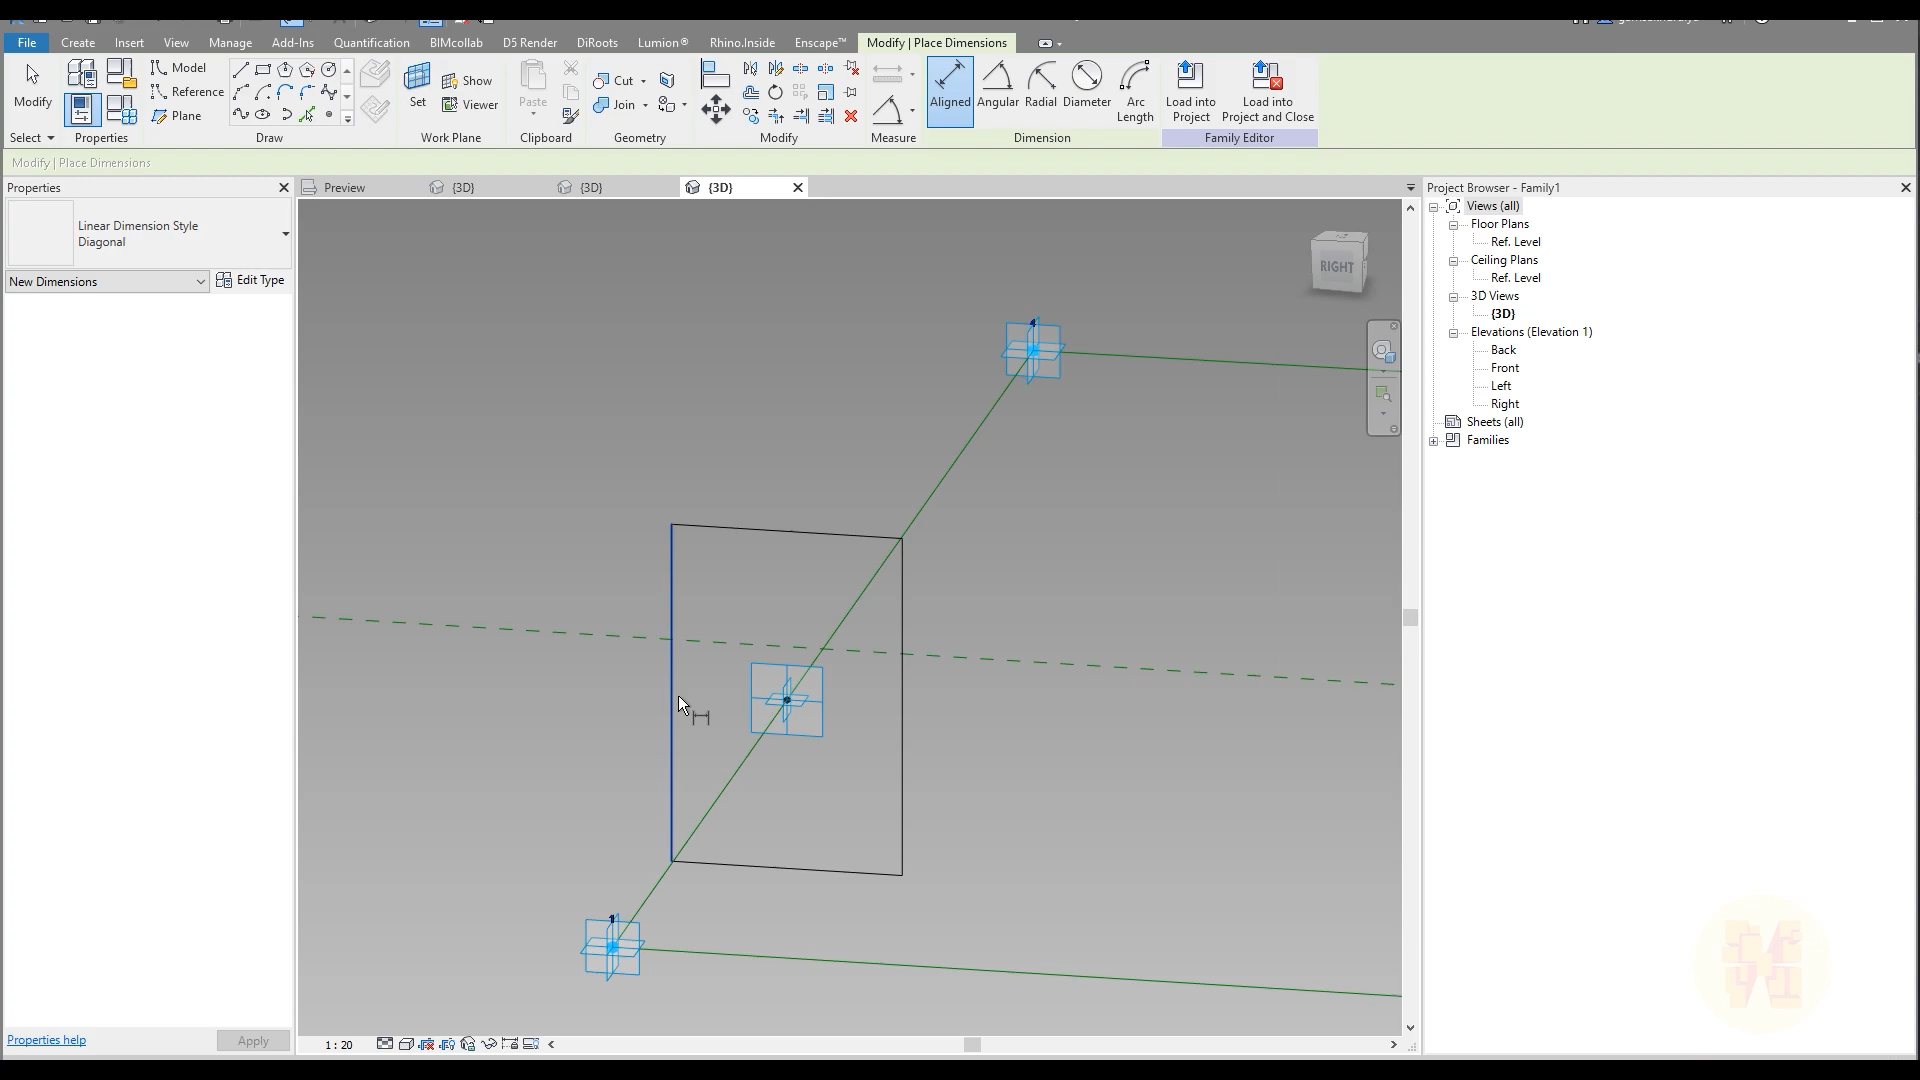 File Create Insert View Manage Add-Ins Quantification BIMcollab D5 Render DiRoots Lumion® Rhino.Inside Enscape™ Modify | Place Dimensions
Modify
Select
Properties
Model
Reference
Plane
Draw
Set
Show
Viewer
Work Plane
Paste
Clipboard
Cut
Join
Geometry
Modify
Measure
Aligned
Angular
Radial
Diameter
Arc
Length
Dimension
Load into
Project
Load into
Project and Close
Family Editor
Modify | Place Dimensions
Properties
Linear Dimension Style
Diagonal
New Dimensions
Edit Type
Properties help
Apply
Preview
{3D}
{3D}
{3D}
RIGHT
1
1 : 20
Project Browser - Family1
Views (all)
Floor Plans
Ref. Level
Ceiling Plans
Ref. Level
3D Views
{3D}
Elevations (Elevation 1)
Back
Front
Left
Right
Sheets (all)
Families